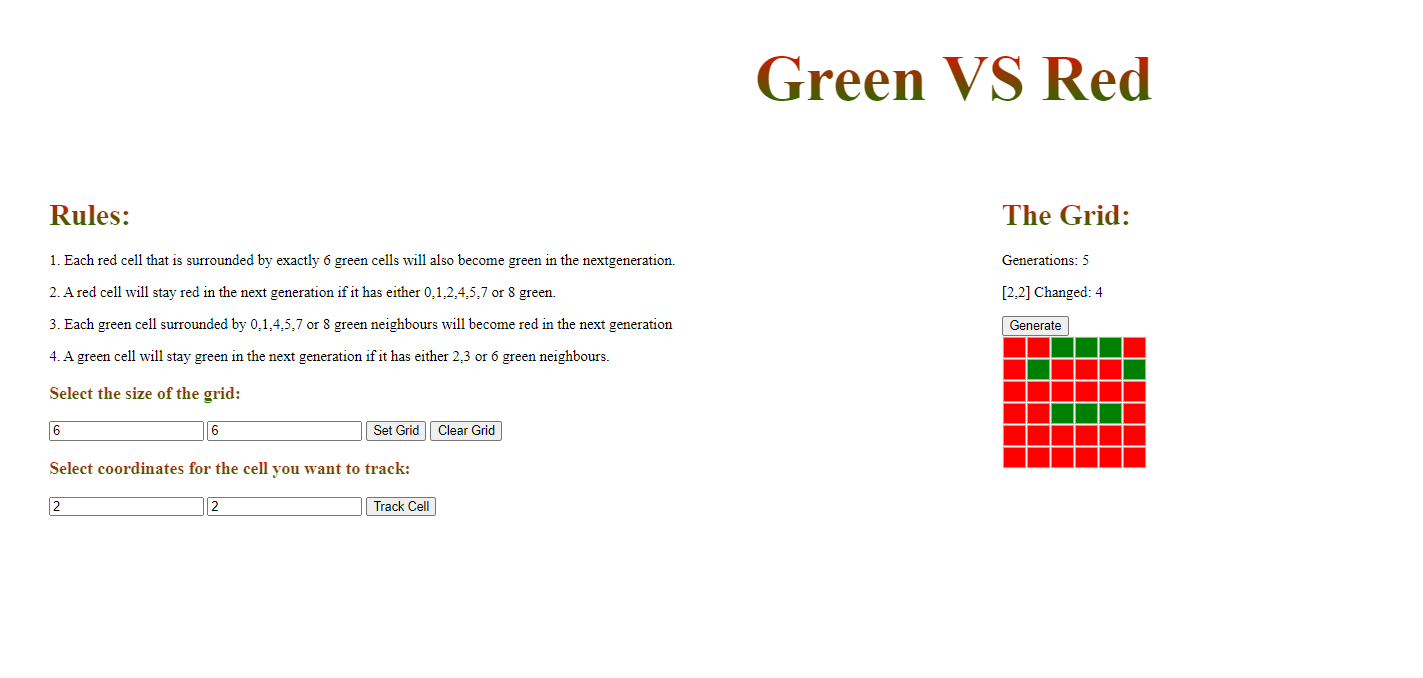 Green VS Red
Rules:
1. Each red cell that is surrounded by exactly 6 green cells will also become green in the nextgeneration.
2. A red cell will stay red in the next generation if it has either 0,1,2,4,5,7 or 8 green.
3. Each green cell surrounded by 0,1,4,5,7 or 8 green neighbours will become red in the next generation
4. A green cell will stay green in the next generation if it has either 2,3 or 6 green neighbours.
Select the size of the grid:
6 6 Set Grid Clear Grid
Select coordinates for the cell you want to track:
2 2 Track Cell
The Grid:
Generations: 5
[2,2] Changed: 4
Generate